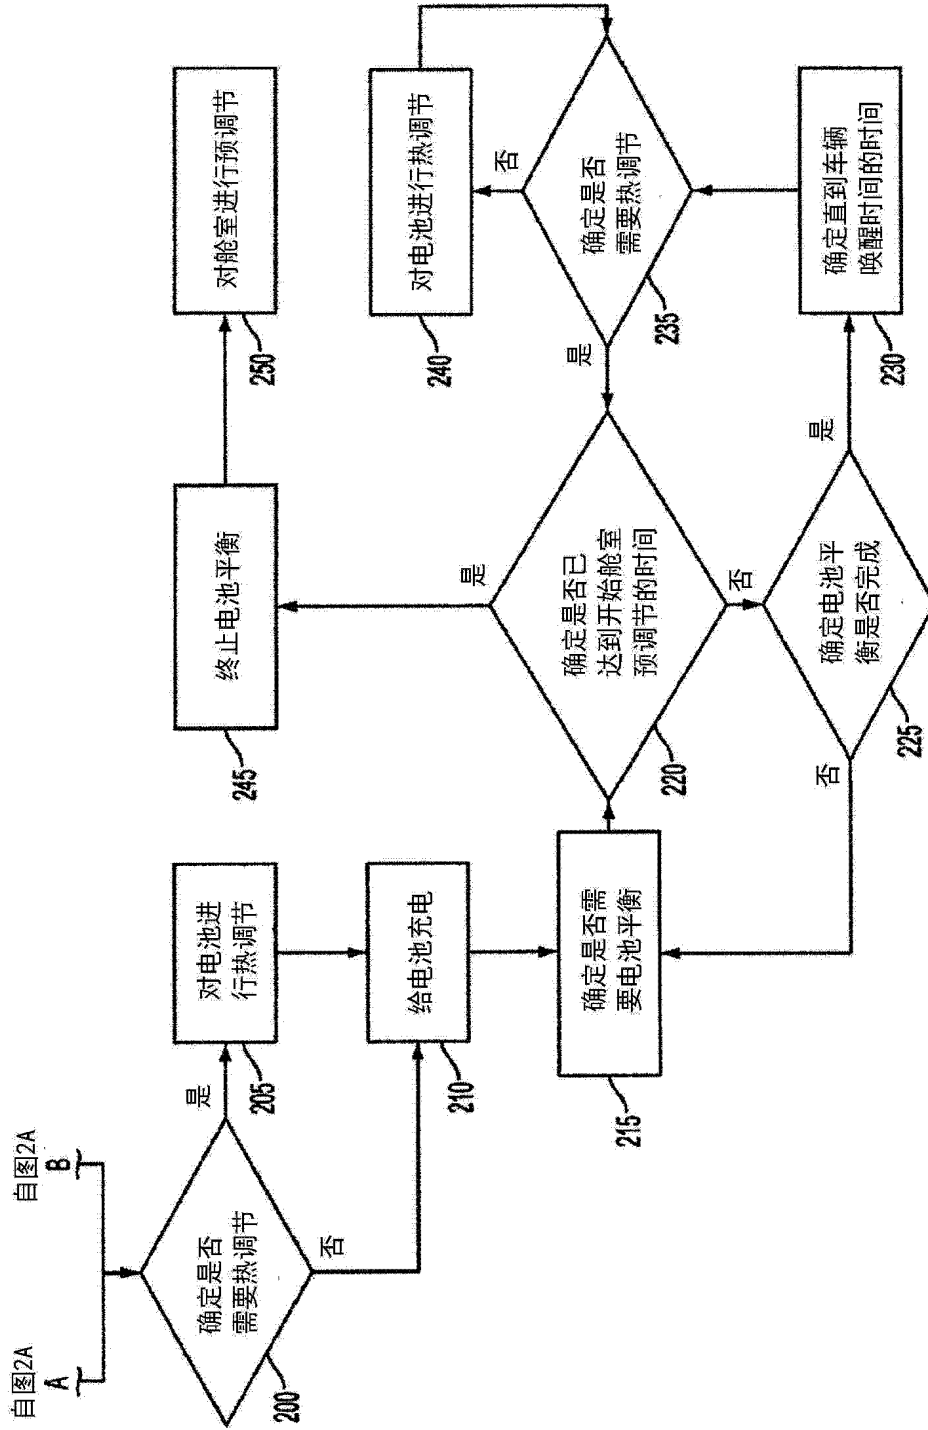 自图2A
A
自图2A
B
确定是否
需要热调节
200
是
否
对电池进
行热调节
205
给电池充电
210
确定是否需
要电池平衡
215
确定是否已
达到开始舱室
预调节的时间
220
是
否
确定电池平
衡是否完成
225
否
是
确定直到车辆
唤醒时间的时间
230
确定是否
需要热调节
235
是
否
对电池进行热调节
240
终止电池平衡
245
对舱室进行预调节
250